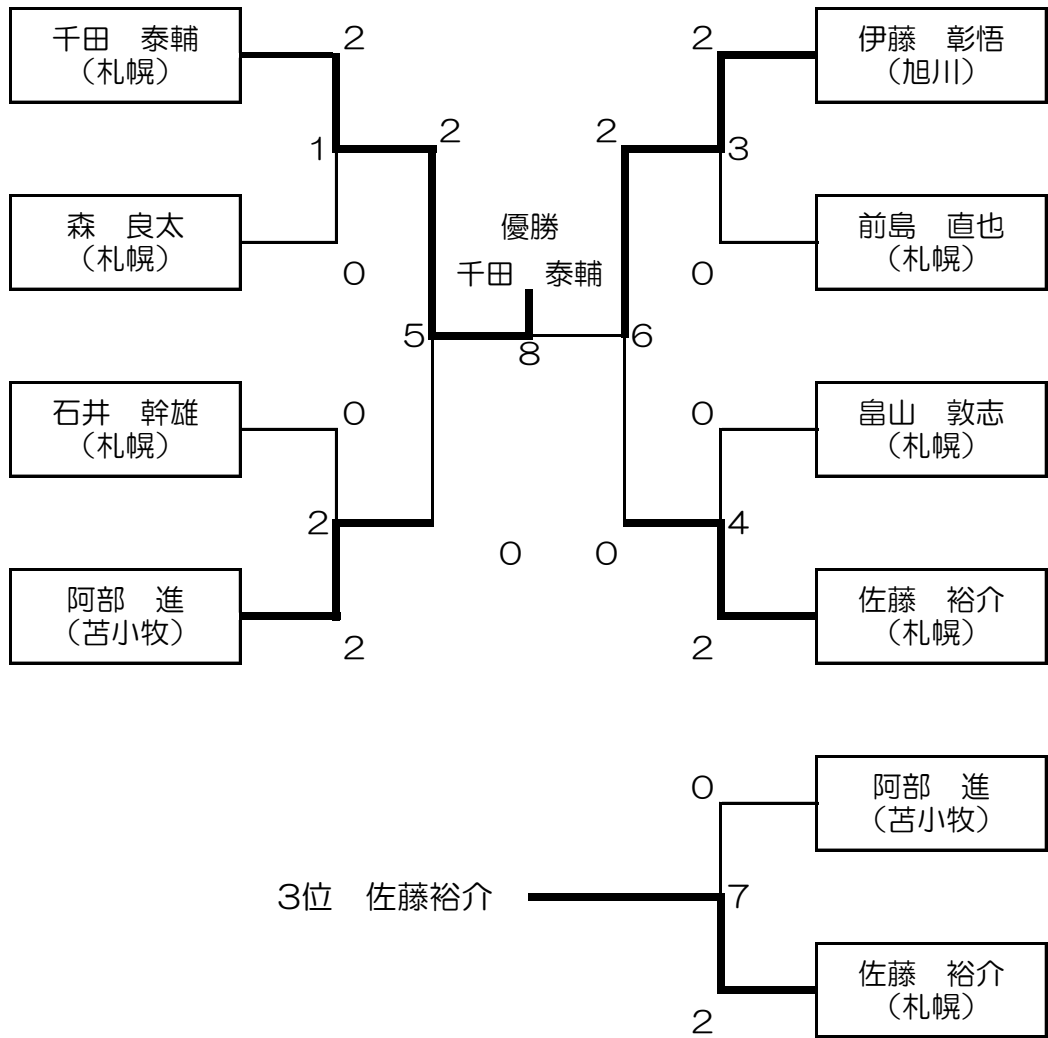 千田　泰輔
（札幌）
2
2
伊藤　彰悟
（旭川）
1
2
2
3
森　良太
（札幌）
0
優勝
千田　泰輔
0
前島　直也
（札幌）
5
8
6
石井　幹雄
（札幌）
0
0
畠山　敦志
（札幌）
2
4
0
0
阿部　進
（苫小牧）
2
2
佐藤　裕介
（札幌）
0
阿部　進
（苫小牧）
3位　佐藤裕介
7
2
佐藤　裕介
（札幌）